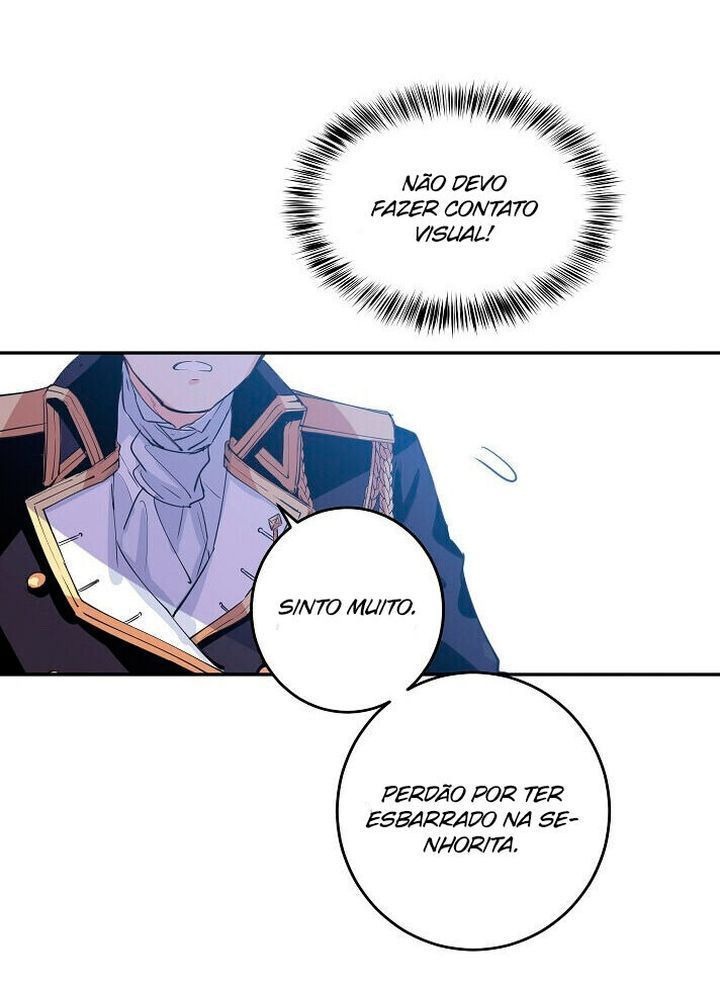 NÃO DEVO
FAZER CONTATO
VISUAL!
SINTO MUITO.
PERDÃO POR TER
ESBARRADO NA SE-
NHORITA.